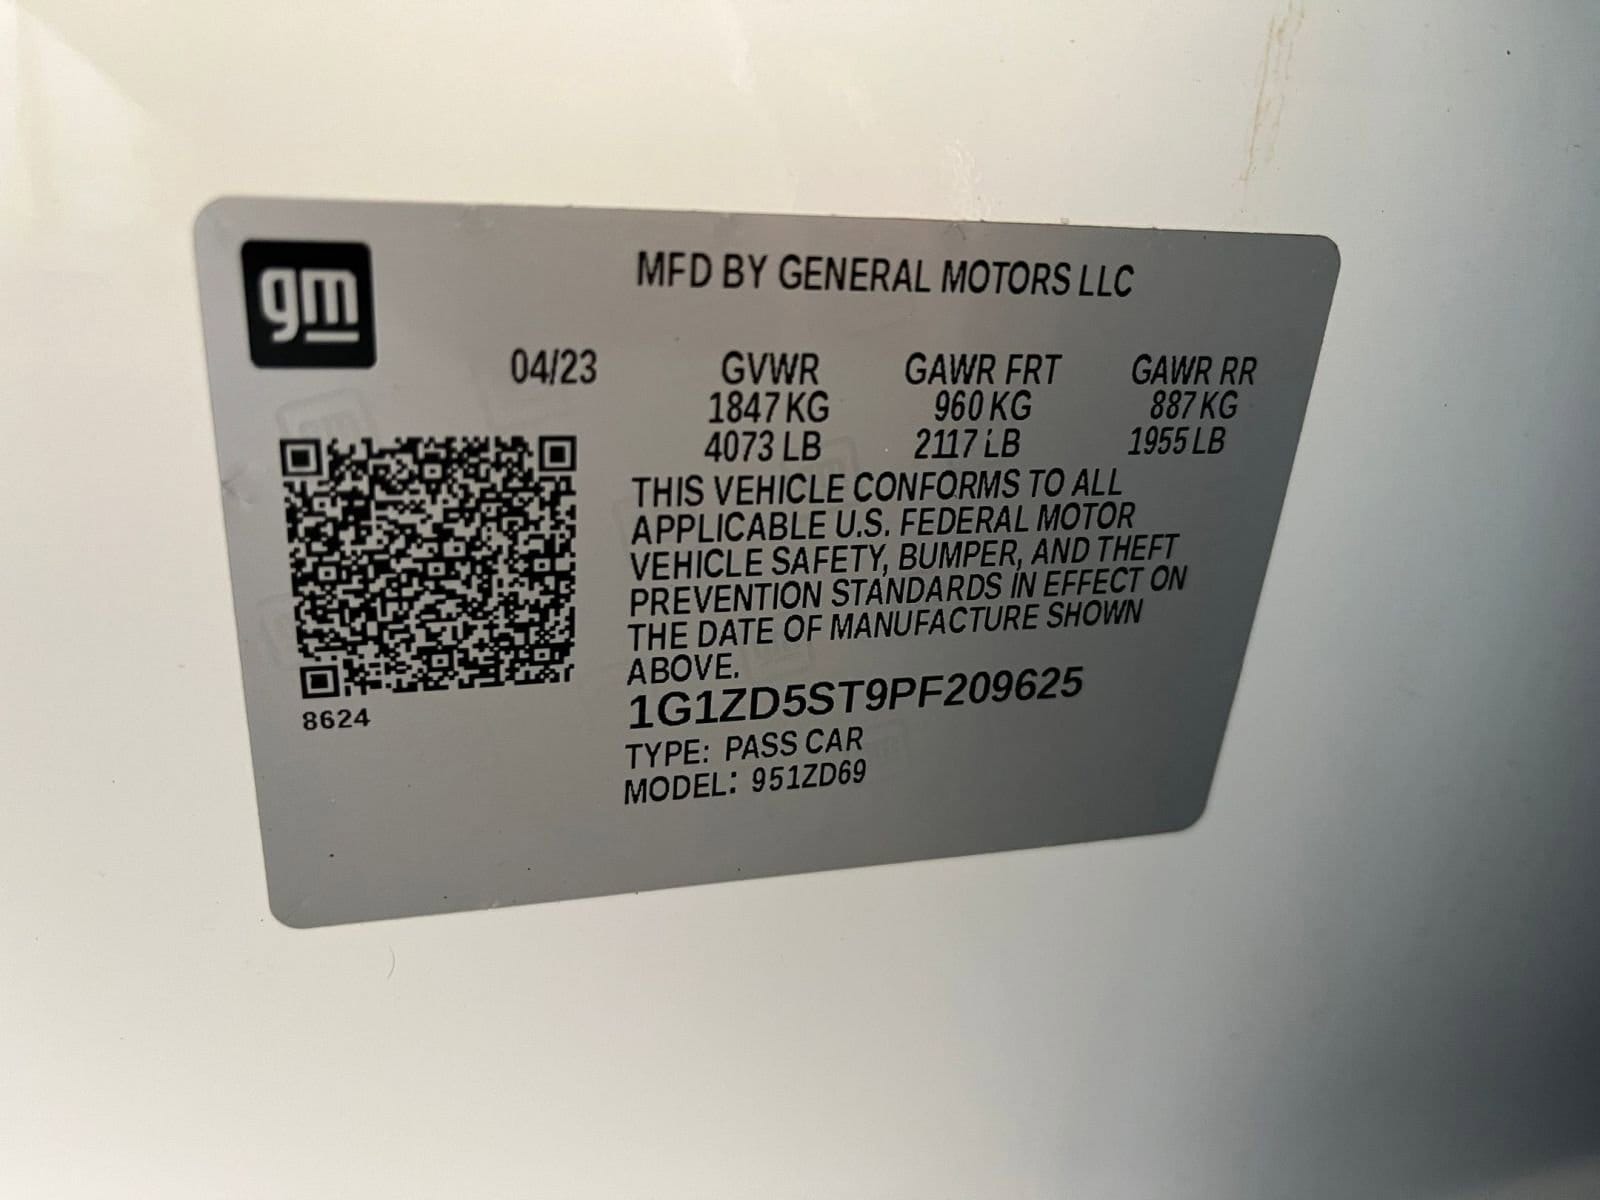 gm
MFD BY GENERAL MOTORS LLC
04/23 GVWR GAWR FRT GAWR RR
1847 KG 960 KG 887 KG
4073 LB 2117 LB 1955 LB
THIS VEHICLE CONFORMS TO ALL
APPLICABLE U.S. FEDERAL MOTOR
VEHICLE SAFETY, BUMPER, AND THEFT
PREVENTION STANDARDS IN EFFECT ON
THE DATE OF MANUFACTURE SHOWN
ABOVE.
8624
1G1ZD5ST9PF209625
TYPE: PASS CAR
MODEL: 951ZD69